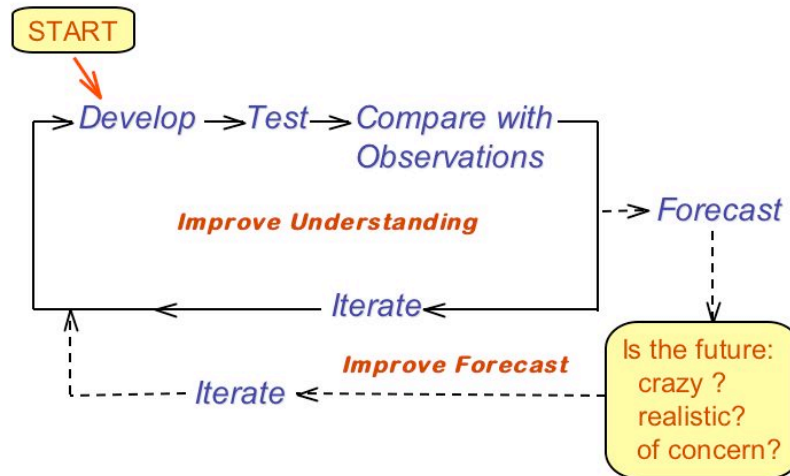 START
Develop
Test
Compare with
Observations
Improve Understanding
Forecast
Iterate
Is the future:
crazy ?
realistic?
of concern?
Improve Forecast
Iterate